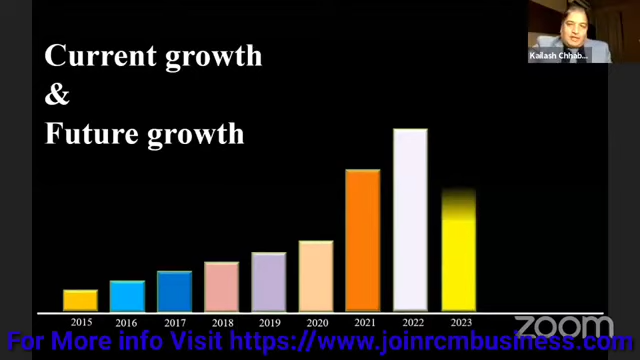 Current growth
&
Future growth
Kailash Chhab...
2015 2016 2017 2018 2019 2020 2021 2022 2023
zoom
For More info Visit https://www.joinrcmbusiness.com